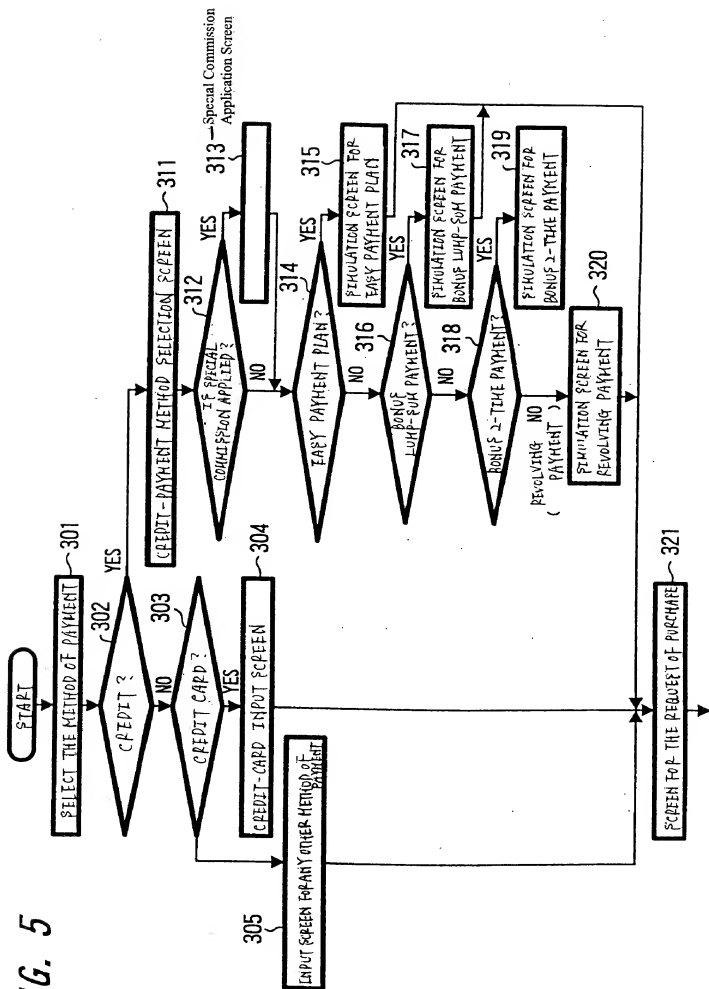 FIG. 5
START
SELECT THE METHOD OF PAYMENT
301
CREDIT?
302
YES
NO
CREDIT CARD?
303
YES
CREDIT-CARD INPUT SCREEN
304
INPUT SCREEN FOR ANY OTHER METHOD OF
PAYMENT
305
CREDIT-PAYMENT METHOD SELECTION SCREEN
311
IS SPECIAL
COMMISSION APPLIED?
312
YES
NO
313
Special Commission
Application Screen
EASY PAYMENT PLAN?
314
YES
NO
SIMULATION SCREEN FOR
EASY PAYMENT PLAN
315
BONUS
LUMP-SUM PAYMENT?
316
YES
NO
SIMULATION SCREEN FOR
BONUS LUMP-SUM PAYMENT
317
BONUS 2-TIME PAYMENT?
318
YES
NO
(REVOLVING
PAYMENT)
SIMULATION SCREEN FOR
BONUS 2-TIME PAYMENT
319
SIMULATION SCREEN FOR
REVOLVING PAYMENT
320
SCREEN FOR THE REQUEST OF PURCHASE
321